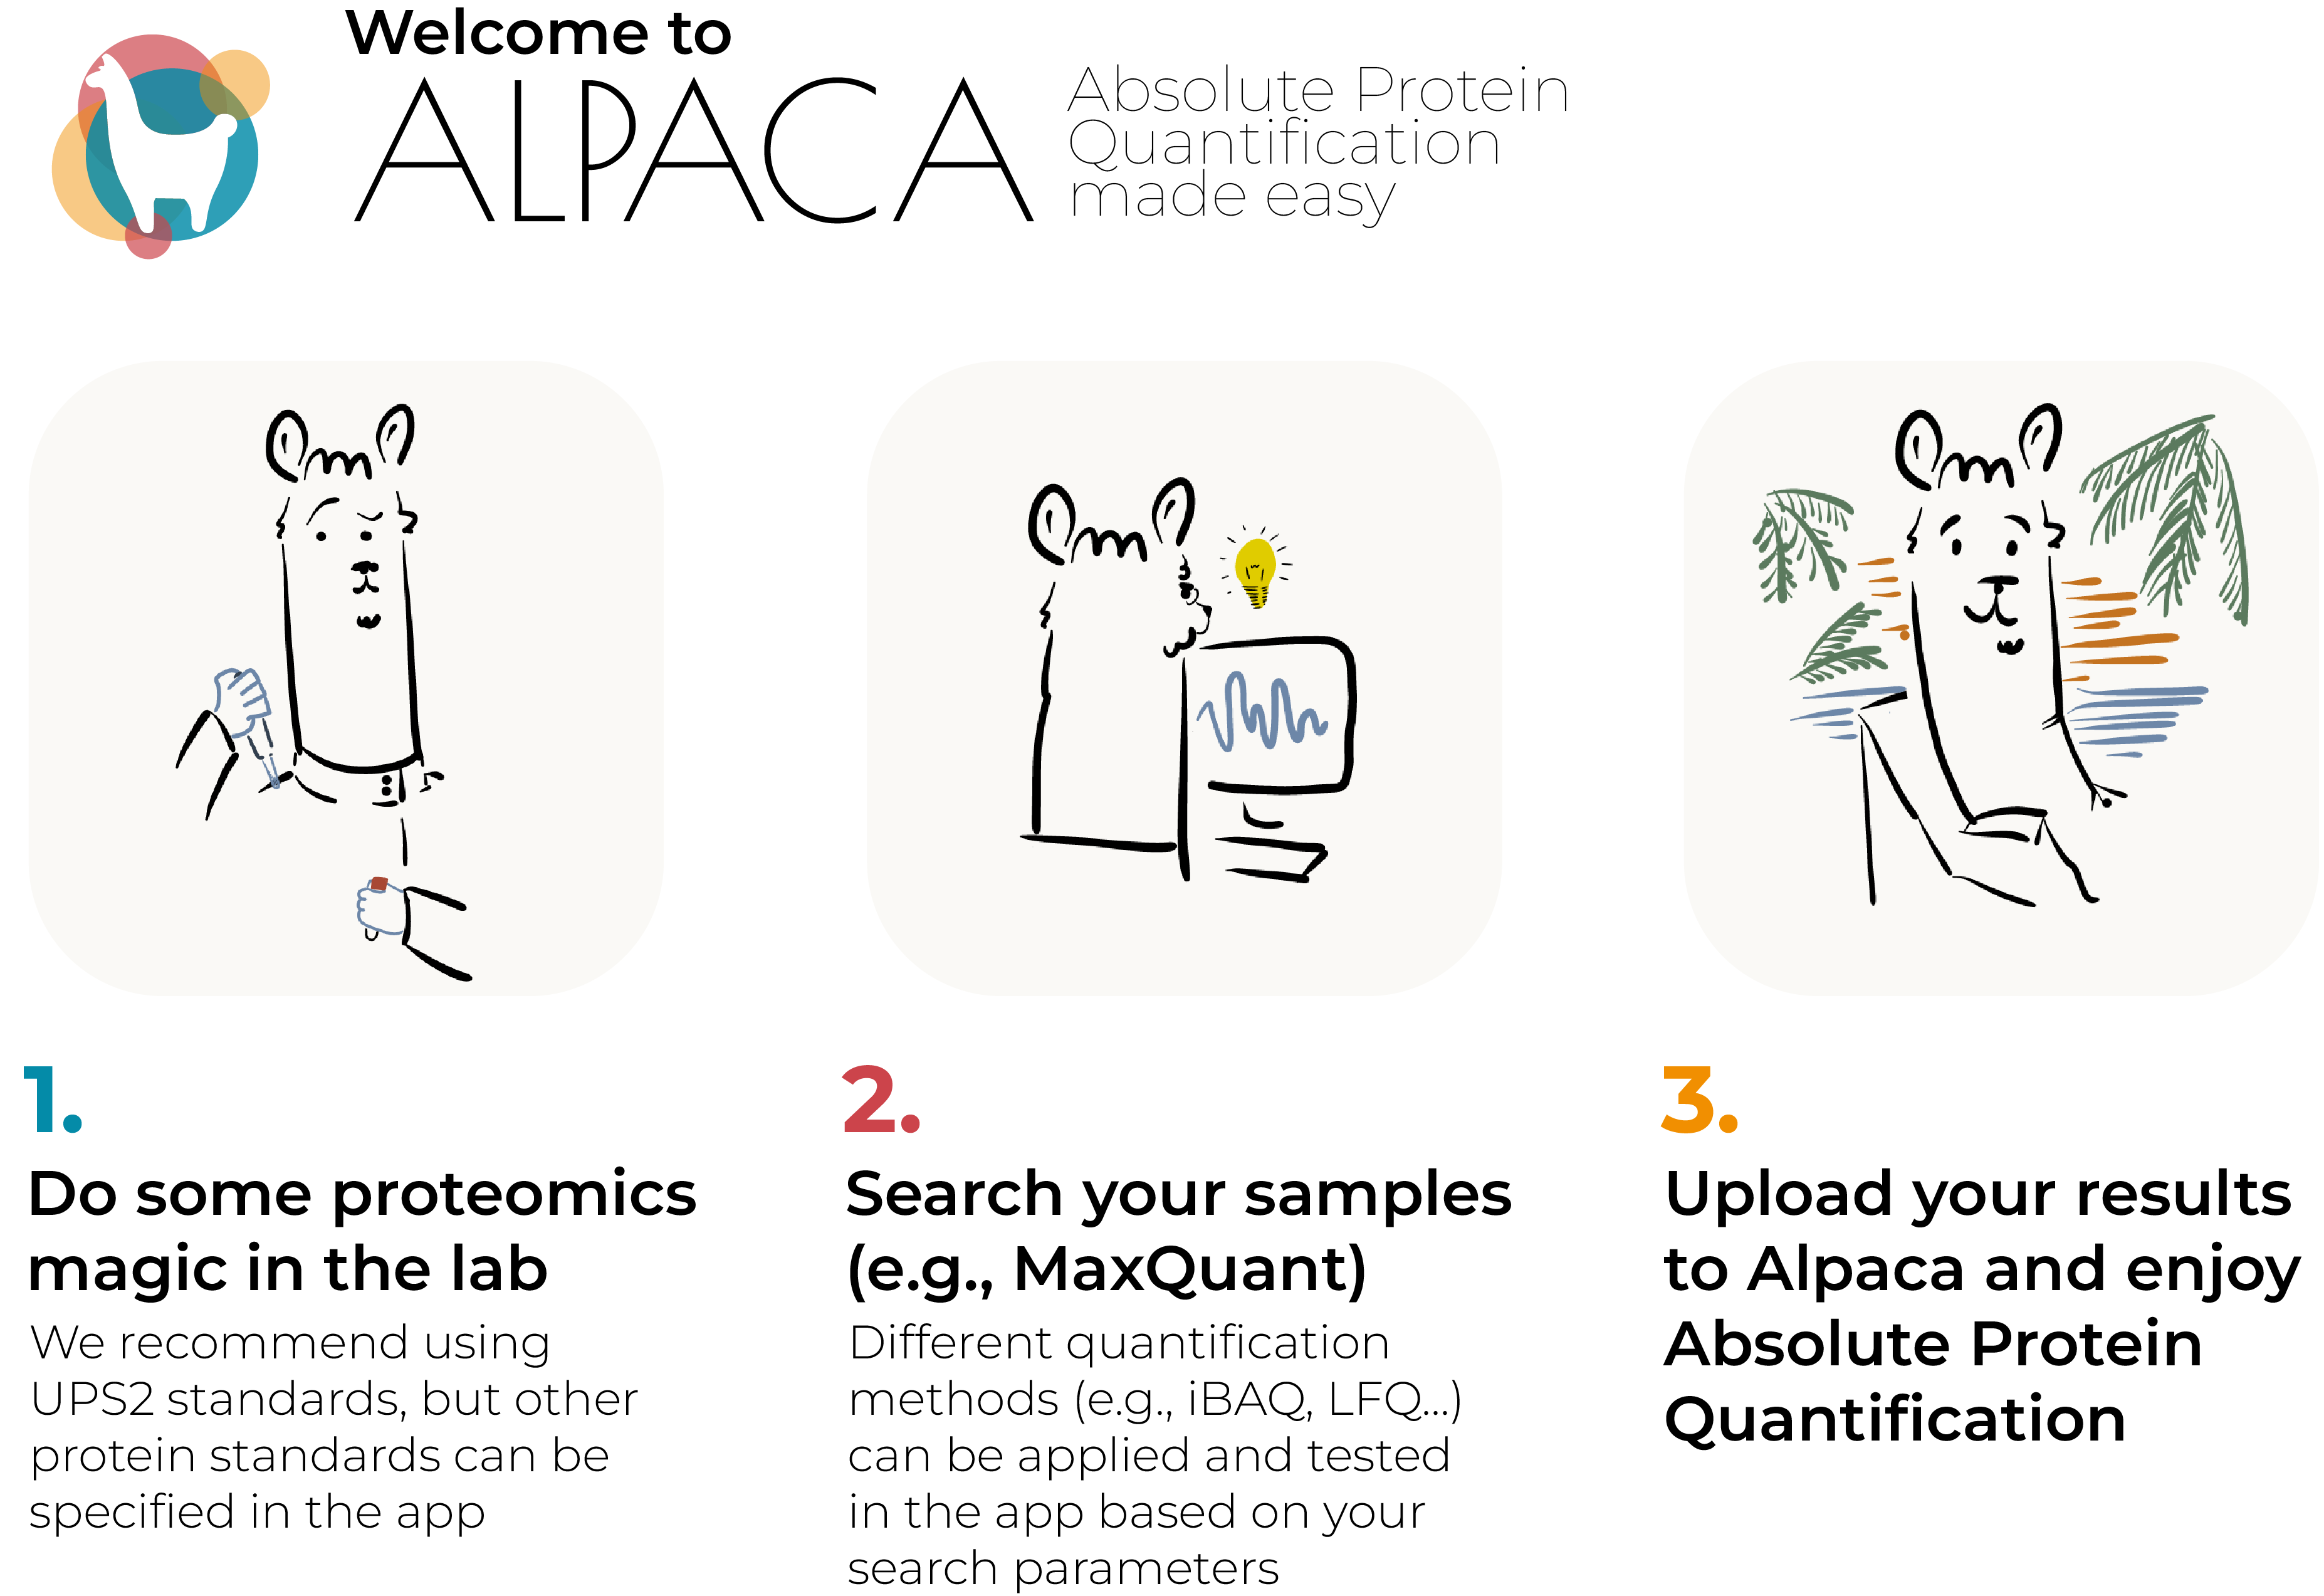 Welcome to
ALPACA
Absolute Protein
Quantification
made easy
1.
Do some proteomics
magic in the lab
We recommend using
UPS2 standards, but other
protein standards can be
specified in the app
2.
Search your samples
(e.g., MaxQuant)
Different quantification
methods (e.g., iBAQ, LFQ...)
can be applied and tested
in the app based on your
search parameters
3.
Upload your results
to Alpaca and enjoy
Absolute Protein
Quantification